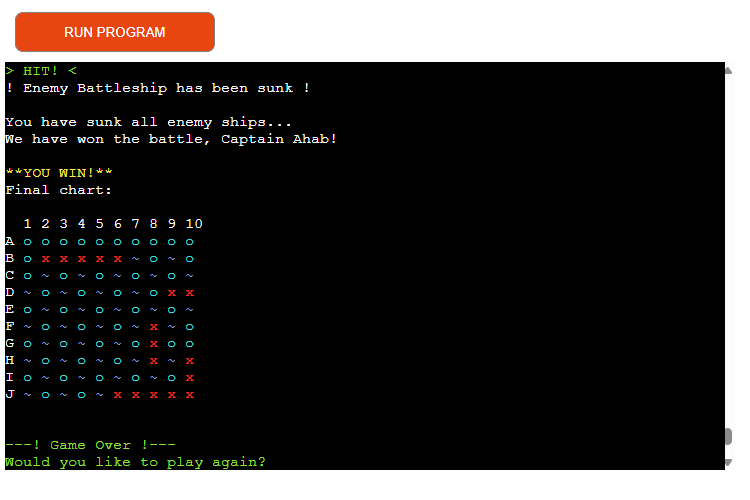 RUN PROGRAM
> HIT! <
! Enemy Battleship has been sunk !
You have sunk all enemy ships...
We have won the battle, Captain Ahab!
**YOU WIN!**
Final chart:
  1 2 3 4 5 6 7 8 9 10
A o o o o o o o o o o
B o x x x x x ~ o ~ o
C o ~ o ~ o ~ o ~ o ~
D ~ o ~ o ~ o ~ o x x
E o ~ o ~ o ~ o ~ o ~
F ~ o ~ o ~ o ~ x ~ o
G o ~ o ~ o ~ o x o o
H ~ o ~ o ~ o ~ x ~ x
I o ~ o ~ o ~ o ~ o x
J ~ o ~ o ~ x x x x x
---! Game Over !---
Would you like to play again?